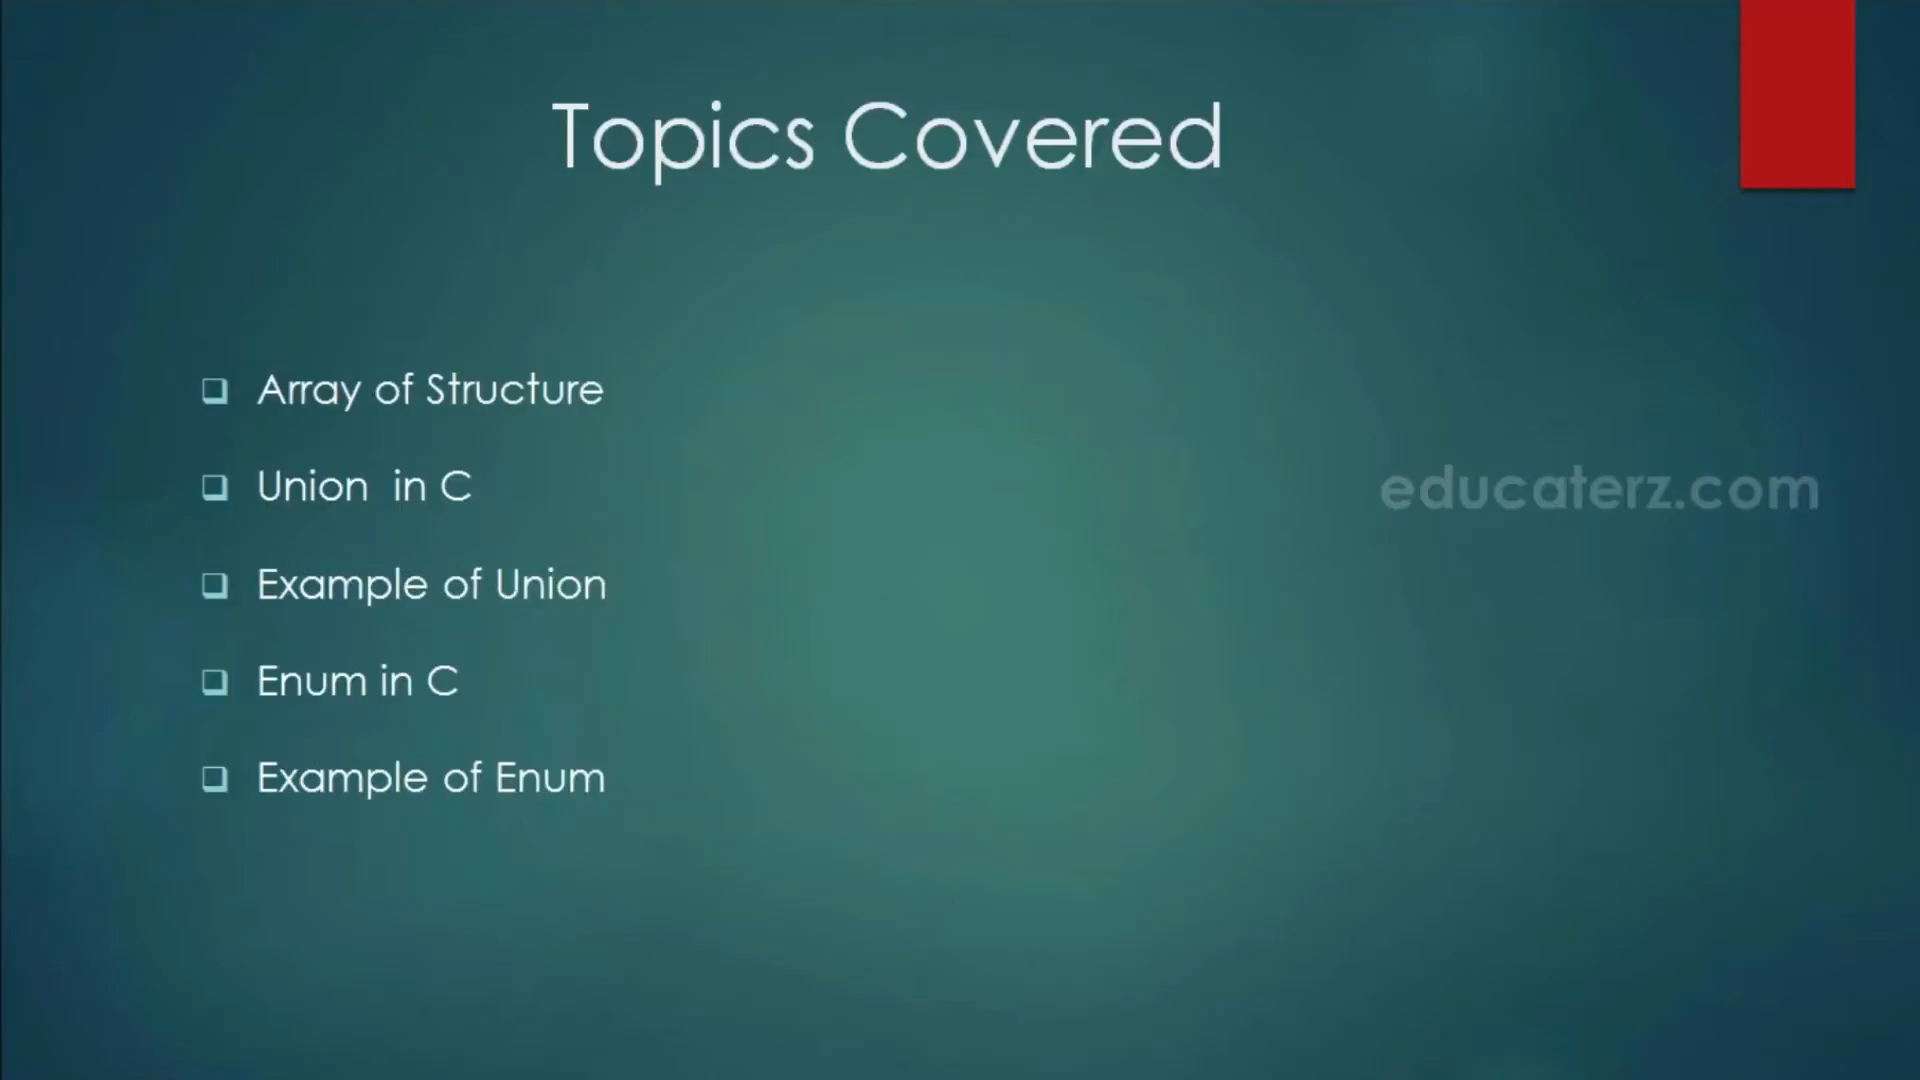 Topics Covered
Array of Structure
Union  in C
educaterz.com
Example of Union
Enum in C
Example of Enum